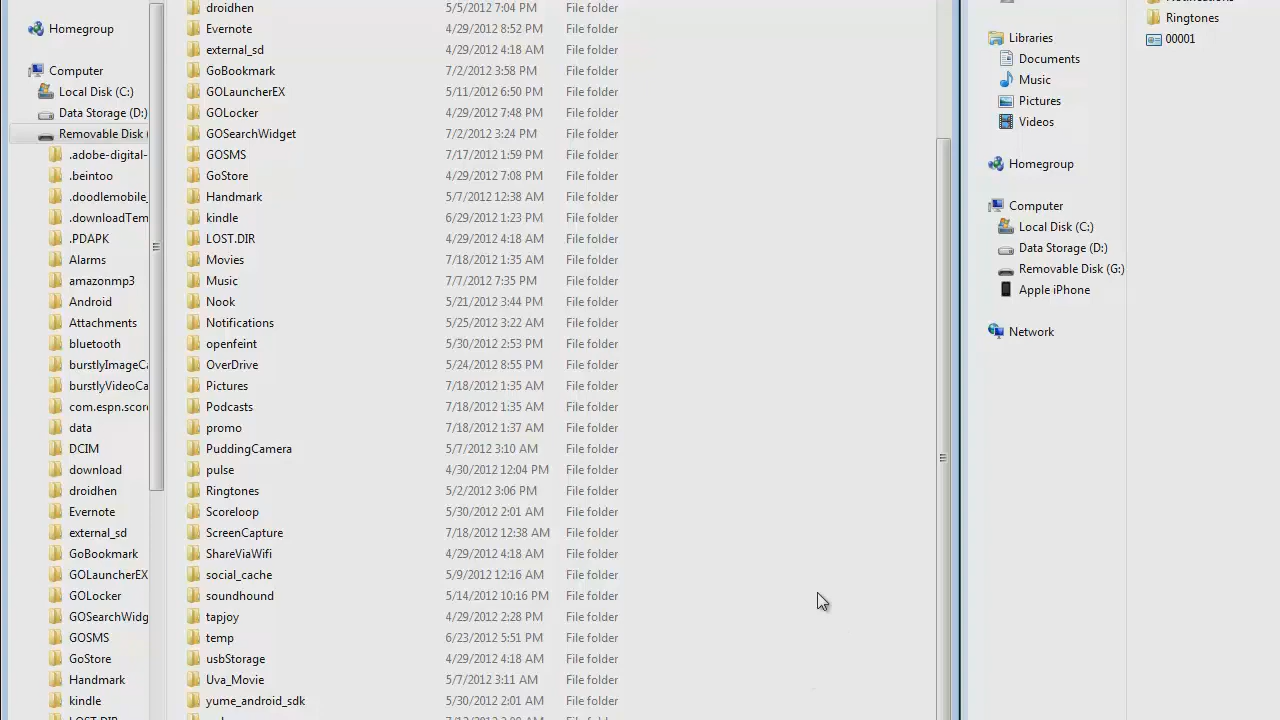 Homegroup
Computer
Local Disk (C:)
Data Storage (D:)
Removable Disk (
.adobe-digital-
.beintoo
.doodlemobile_
.downloadTem
.PDAPK
Alarms
amazonmp3
Android
Attachments
bluetooth
burstlyImageCa
burstlyVideoCa
com.espn.score
data
DCIM
download
droidhen
Evernote
external_sd
GoBookmark
GOLauncherEX
GOLocker
GOSearchWidg
GOSMS
GoStore
Handmark
kindle
LOST.DIR
droidhen 5/5/2012 7:04 PM File folder
Evernote 4/29/2012 8:52 PM File folder
external_sd 4/29/2012 4:18 AM File folder
GoBookmark 7/2/2012 3:58 PM File folder
GOLauncherEX 5/11/2012 6:50 PM File folder
GOLocker 4/29/2012 7:48 PM File folder
GOSearchWidget 7/2/2012 3:24 PM File folder
GOSMS 7/17/2012 1:59 PM File folder
GoStore 4/29/2012 7:08 PM File folder
Handmark 5/7/2012 12:38 AM File folder
kindle 6/29/2012 1:23 PM File folder
LOST.DIR 4/29/2012 4:18 AM File folder
Movies 7/18/2012 1:35 AM File folder
Music 7/7/2012 7:35 PM File folder
Nook 5/21/2012 3:44 PM File folder
Notifications 5/25/2012 3:22 AM File folder
openfeint 5/30/2012 2:53 PM File folder
OverDrive 5/24/2012 8:55 PM File folder
Pictures 7/18/2012 1:35 AM File folder
Podcasts 7/18/2012 1:35 AM File folder
promo 7/18/2012 1:37 AM File folder
PuddingCamera 5/7/2012 3:10 AM File folder
pulse 4/30/2012 12:04 PM File folder
Ringtones 5/2/2012 3:06 PM File folder
Scoreloop 5/30/2012 2:01 AM File folder
ScreenCapture 7/18/2012 12:38 AM File folder
ShareViaWifi 4/29/2012 4:18 AM File folder
social_cache 5/9/2012 12:16 AM File folder
soundhound 5/14/2012 10:16 PM File folder
tapjoy 4/29/2012 2:28 PM File folder
temp 6/23/2012 5:51 PM File folder
usbStorage 4/29/2012 4:18 AM File folder
Uva_Movie 5/7/2012 3:11 AM File folder
yume_android_sdk 5/30/2012 2:01 AM File folder
Libraries
Documents
Music
Pictures
Videos
Homegroup
Computer
Local Disk (C:)
Data Storage (D:)
Removable Disk (G:)
Apple iPhone
Network
Ringtones
00001